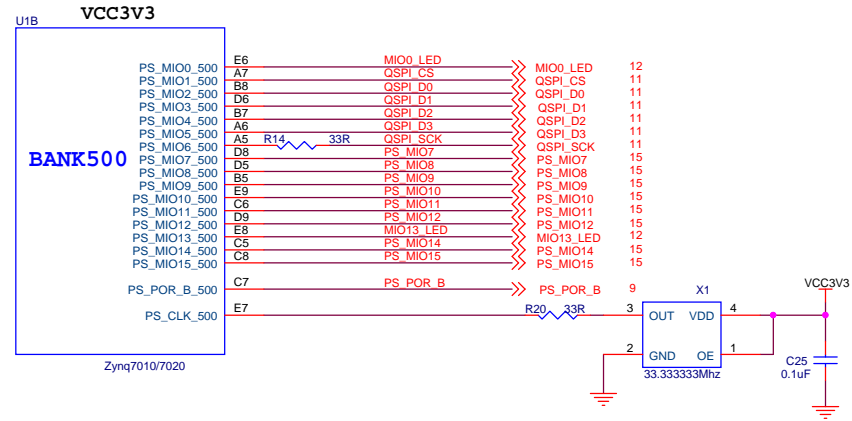 VCC3V3
U1B
BANK500
PS_MIO0_500 E6 MIO0_LED MIO0_LED 12
PS_MIO1_500 A7 QSPI_CS QSPI_CS 11
PS_MIO2_500 B8 QSPI_D0 QSPI_D0 11
PS_MIO3_500 D6 QSPI_D1 QSPI_D1 11
PS_MIO4_500 B7 QSPI_D2 QSPI_D2 11
PS_MIO5_500 A6 QSPI_D3 QSPI_D3 11
PS_MIO6_500 A5 R14 33R QSPI_SCK QSPI_SCK 11
PS_MIO7_500 D8 PS_MIO7 PS_MIO7 15
PS_MIO8_500 D5 PS_MIO8 PS_MIO8 15
PS_MIO9_500 B5 PS_MIO9 PS_MIO9 15
PS_MIO10_500 E9 PS_MIO10 PS_MIO10 15
PS_MIO11_500 C6 PS_MIO11 PS_MIO11 15
PS_MIO12_500 D9 PS_MIO12 PS_MIO12 15
PS_MIO13_500 E8 MIO13_LED MIO13_LED 12
PS_MIO14_500 C5 PS_MIO14 PS_MIO14 15
PS_MIO15_500 C8 PS_MIO15 PS_MIO15 15
PS_POR_B_500 C7 PS_POR_B PS_POR_B 9
PS_CLK_500 E7 R20 33R
X1
3 OUT VDD 4
2 GND OE 1
33.333333Mhz
VCC3V3
C25
0.1uF
Zynq7010/7020